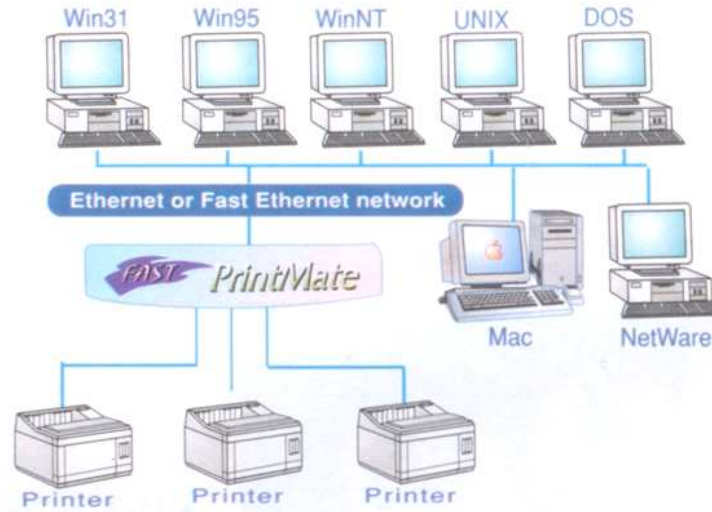 Win31 Win95 WinNT UNIX DOS
Ethernet or Fast Ethernet network
FAST PrintMate
Mac NetWare
Printer Printer Printer